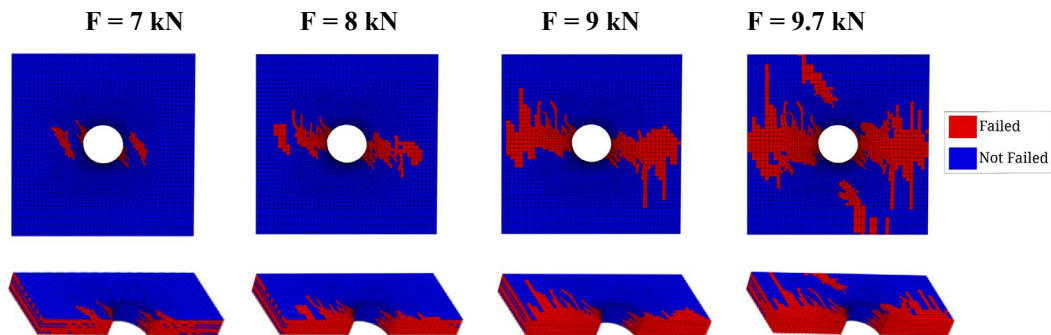 F = 7 kN
F = 8 kN
F = 9 kN
F = 9.7 kN
Failed
Not Failed